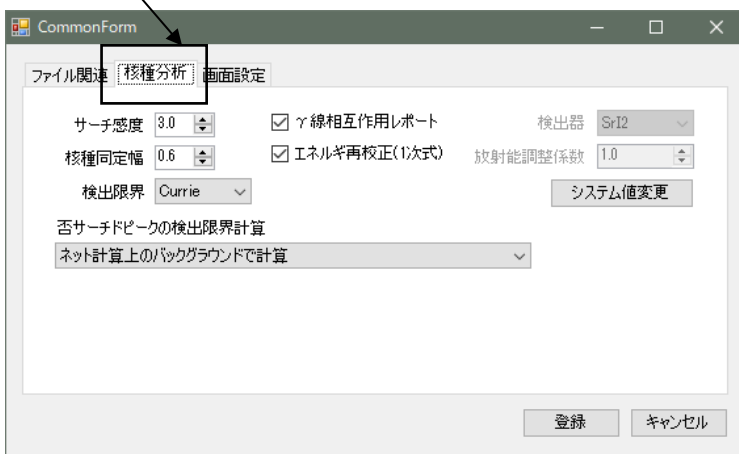 CommonForm
ファイル関連 核種分析 画面設定
サーチ感度 3.0 γ線相互作用レポート 検出器 SrI2
核種同定幅 0.6 エネルギ再校正(1次式) 放射能調整係数 1.0
検出限界 Currie システム値変更
否サーチドピークの検出限界計算
ネット計算上のバックグラウンドで計算
登録 キャンセル